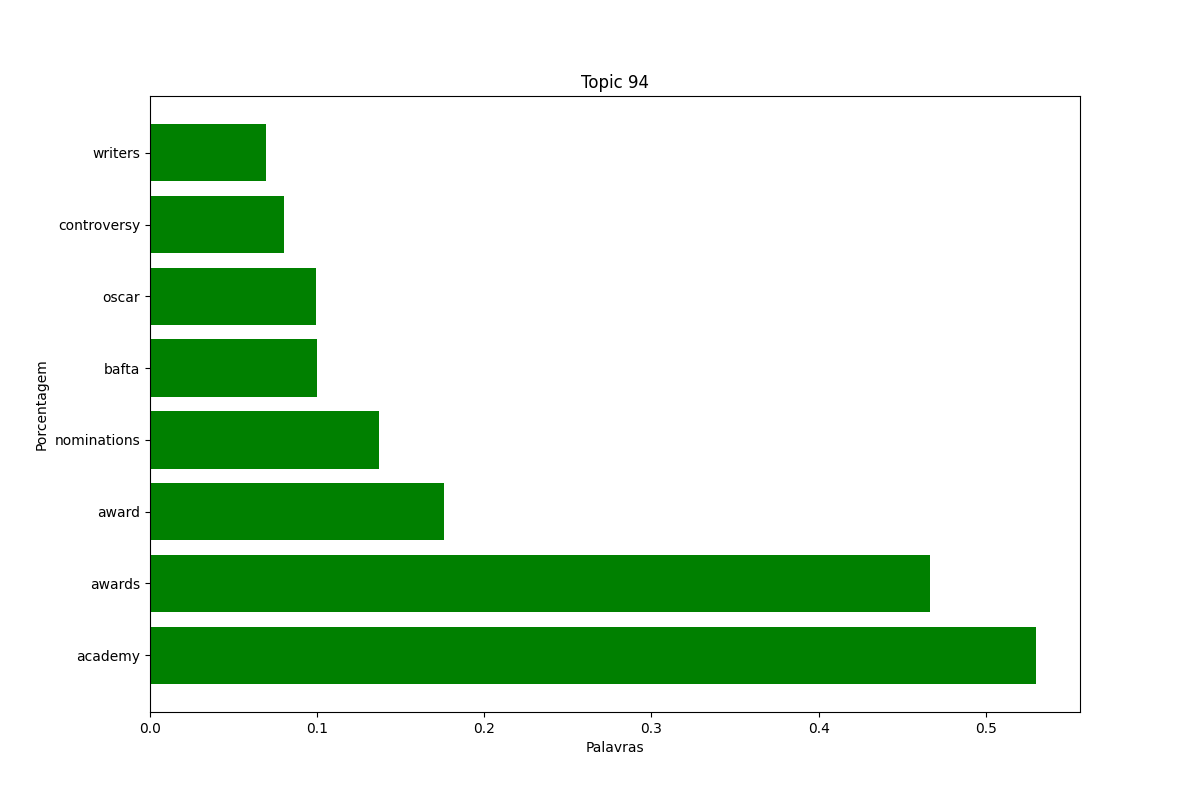 Topic 94
writers
controversy
oscar
bafta
nominations
award
awards
academy
Porcentagem
0.0 0.1 0.2 0.3 0.4 0.5
Palavras